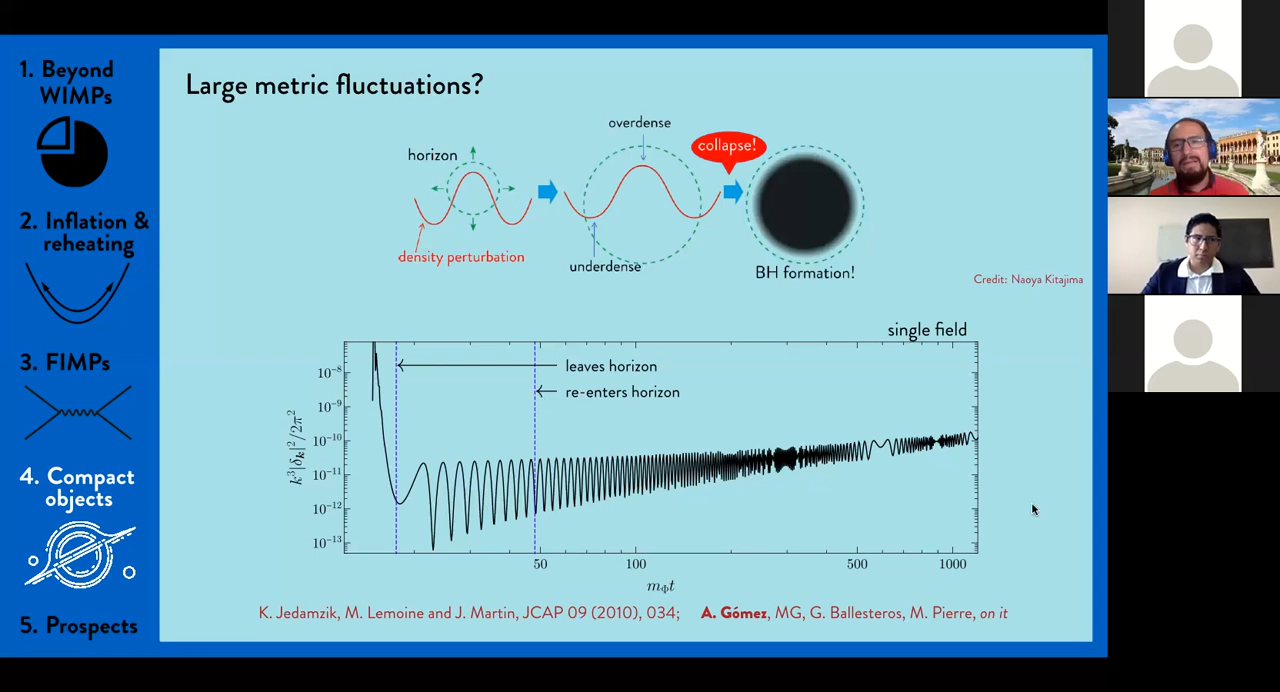 1. Beyond
WIMPs
2. Inflation &
reheating
3. FIMPs
4. Compact
objects
5. Prospects
Large metric fluctuations?
overdense
collapse!
horizon
density perturbation
underdense
BH formation!
Credit: Naoya Kitajima
single field
leaves horizon
re-enters horizon
k³|δₖ|²/2π²
10⁻⁸
10⁻⁹
10⁻¹⁰
10⁻¹¹
10⁻¹²
10⁻¹³
50 100 500 1000
m_Φt
K. Jedamzik, M. Lemoine and J. Martin, JCAP 09 (2010), 034; A. Gómez, MG, G. Ballesteros, M. Pierre, on it